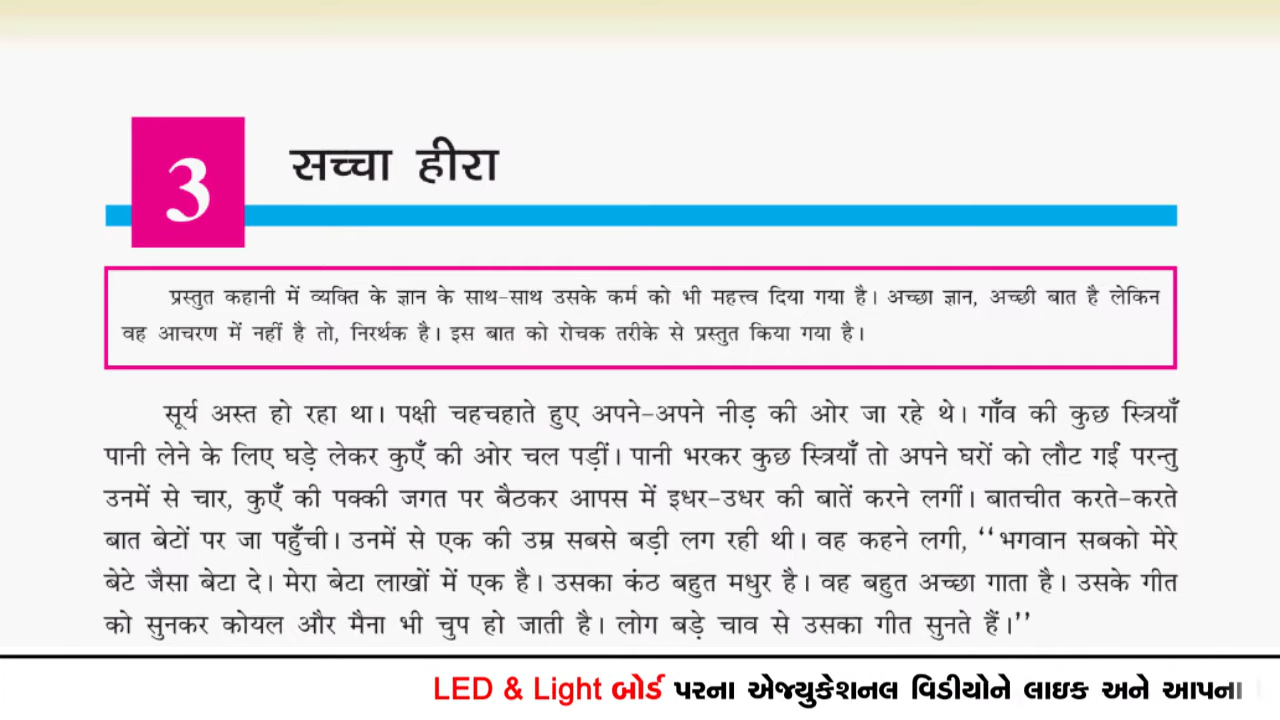 3
सच्चा हीरा
प्रस्तुत कहानी में व्यक्ति के ज्ञान के साथ-साथ उसके कर्म को भी महत्त्व दिया गया है। अच्छा ज्ञान, अच्छी बात है लेकिन
वह आचरण में नहीं है तो, निरर्थक है। इस बात को रोचक तरीके से प्रस्तुत किया गया है।
सूर्य अस्त हो रहा था। पक्षी चहचहाते हुए अपने-अपने नीड़ की ओर जा रहे थे। गाँव की कुछ स्त्रियाँ
पानी लेने के लिए घड़े लेकर कुएँ की ओर चल पड़ीं। पानी भरकर कुछ स्त्रियाँ तो अपने घरों को लौट गईं परन्तु
उनमें से चार, कुएँ की पक्की जगत पर बैठकर आपस में इधर-उधर की बातें करने लगीं। बातचीत करते-करते
बात बेटों पर जा पहुँची। उनमें से एक की उम्र सबसे बड़ी लग रही थी। वह कहने लगी, ‘‘भगवान सबको मेरे
बेटे जैसा बेटा दे। मेरा बेटा लाखों में एक है। उसका कंठ बहुत मधुर है। वह बहुत अच्छा गाता है। उसके गीत
को सुनकर कोयल और मैना भी चुप हो जाती है। लोग बड़े चाव से उसका गीत सुनते हैं।’’
LED & Light બોર્ડ પરના એજ્યુકેશનલ વિડીયોને લાઇક અને આપના